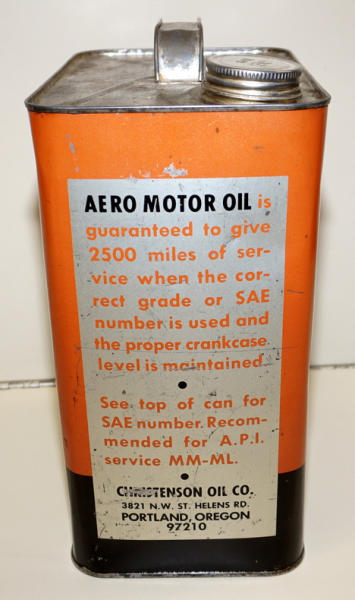 AERO MOTOR OIL is
guaranteed to give
2500 miles of ser-
vice when the cor-
rect grade or SAE
number is used and
the proper crankcase
level is maintained.
See top of can for
SAE number. Recom-
mended for A.P.I.
service MM-ML.
CHRISTENSON OIL CO.
3821 N.W. ST. HELENS RD.
PORTLAND, OREGON
97210